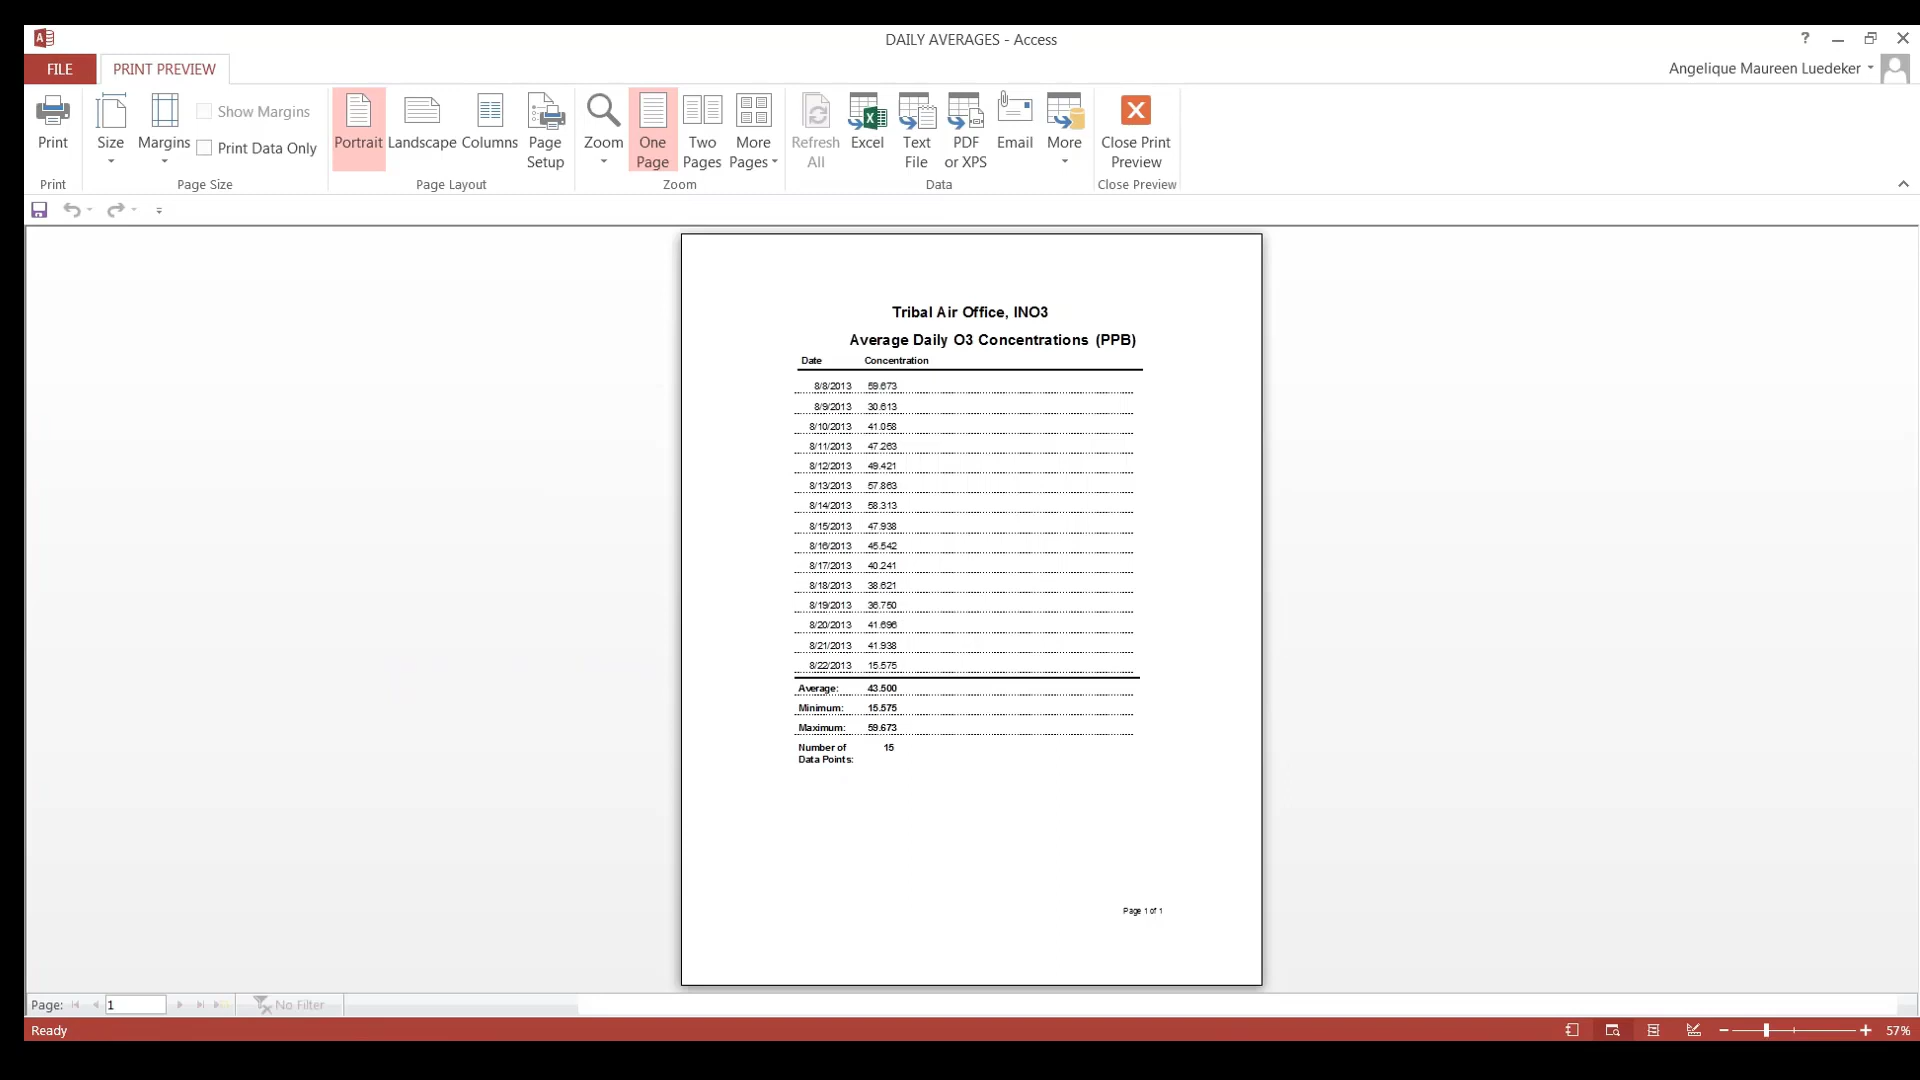 DAILY AVERAGES - Access
?
FILE
PRINT PREVIEW
Angelique Maureen Luedeker
Print
Size
Margins
Show Margins
Print Data Only
Portrait
Landscape
Columns
Page Setup
Zoom
One Page
Two Pages
More Pages
Refresh All
Excel
Text File
PDF or XPS
Email
More
Close Print Preview
Print
Page Size
Page Layout
Zoom
Data
Close Preview
Tribal Air Office, INO3
Average Daily O3 Concentrations (PPB)
Date Concentration
8/8/2013 59.673
8/9/2013 30.613
8/10/2013 41.058
8/11/2013 47.263
8/12/2013 49.421
8/13/2013 57.863
8/14/2013 58.313
8/15/2013 47.938
8/16/2013 45.542
8/17/2013 40.241
8/18/2013 38.621
8/19/2013 36.750
8/20/2013 41.696
8/21/2013 41.938
8/22/2013 15.575
Average: 43.500
Minimum: 15.575
Maximum: 59.673
Number of 15
Data Points:
Page 1 of 1
Page: 1 No Filter
Ready
57%